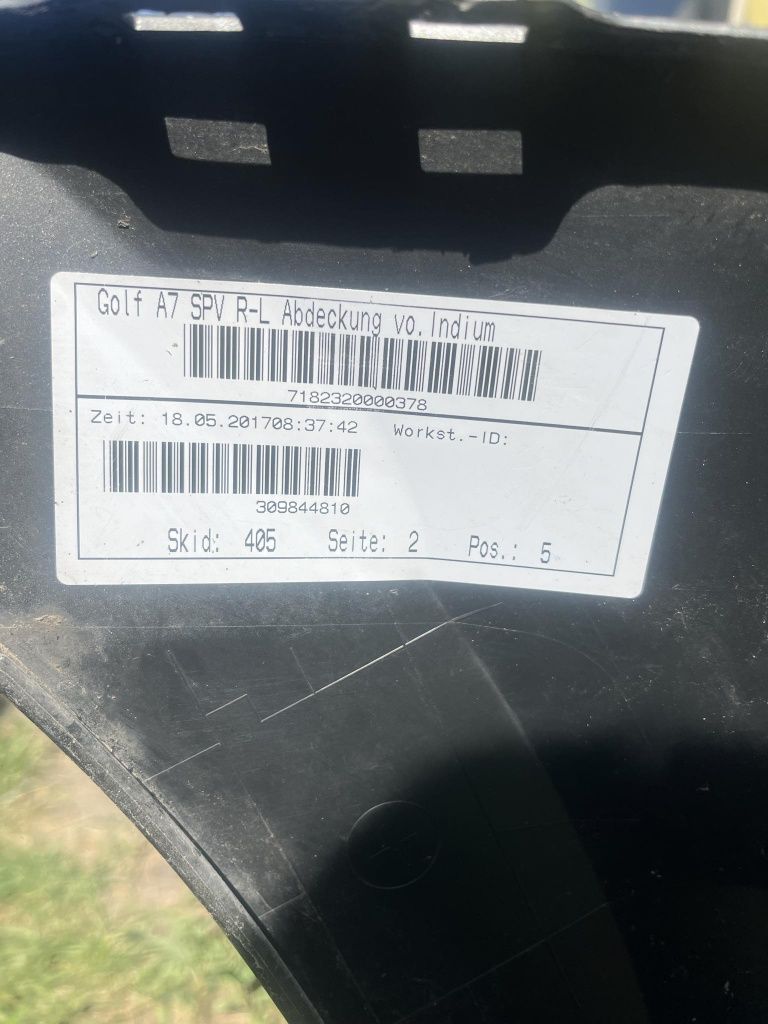 Golf A7 SPV R-L Abdeckung vo. Indium
7182320000378
Zeit: 18.05.201708:37:42 Workst.-ID:
309844810
Skid: 405 Seite: 2 Pos.: 5